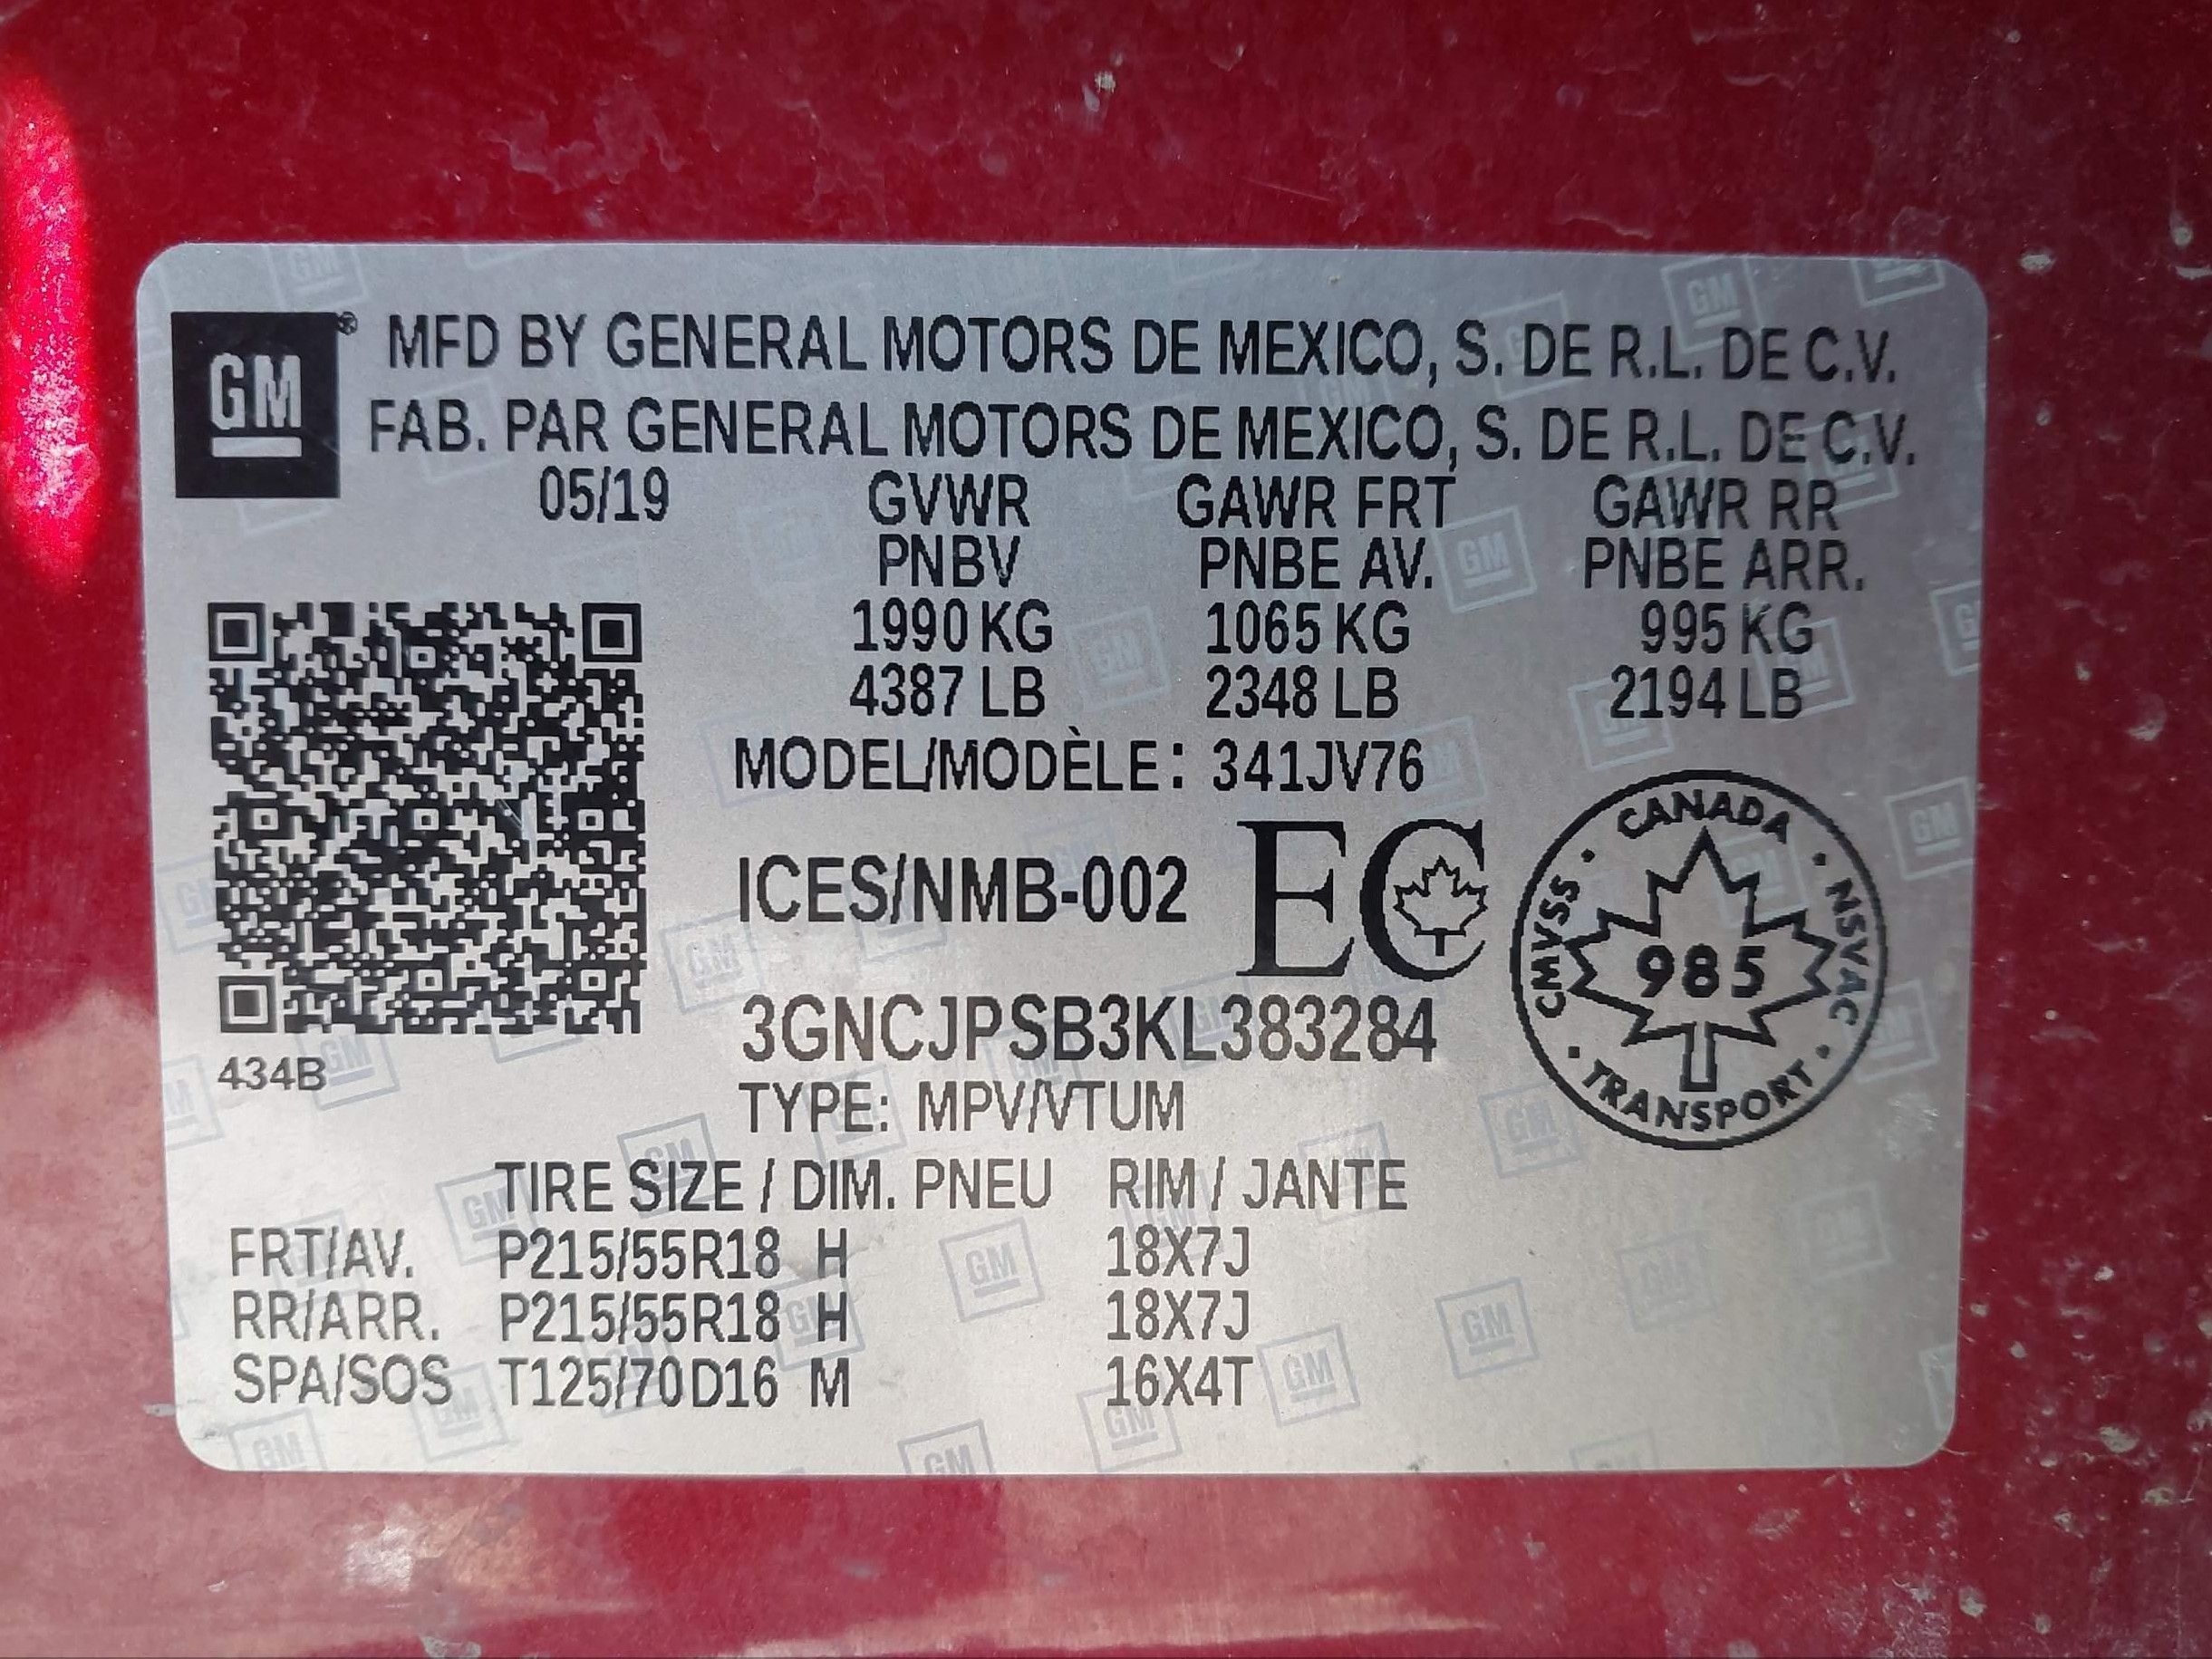 GM® MFD BY GENERAL MOTORS DE MEXICO, S. DE R.L. DE C.V.
FAB. PAR GENERAL MOTORS DE MEXICO, S. DE R.L. DE C.V.
05/19 GVWR GAWR FRT GAWR RR
PNBV PNBE AV. PNBE ARR.
1990 KG 1065 KG 995 KG
4387 LB 2348 LB 2194 LB
MODEL/MODÈLE: 341JV76
ICES/NMB-002 EC
CANADA · NSVAC · TRANSPORT · CMVSS ·
985
3GNCJPSB3KL383284
434B
TYPE: MPV/VTUM
TIRE SIZE / DIM. PNEU RIM / JANTE
FRT/AV. P215/55R18 H 18X7J
RR/ARR. P215/55R18 H 18X7J
SPA/SOS T125/70D16 M 16X4T